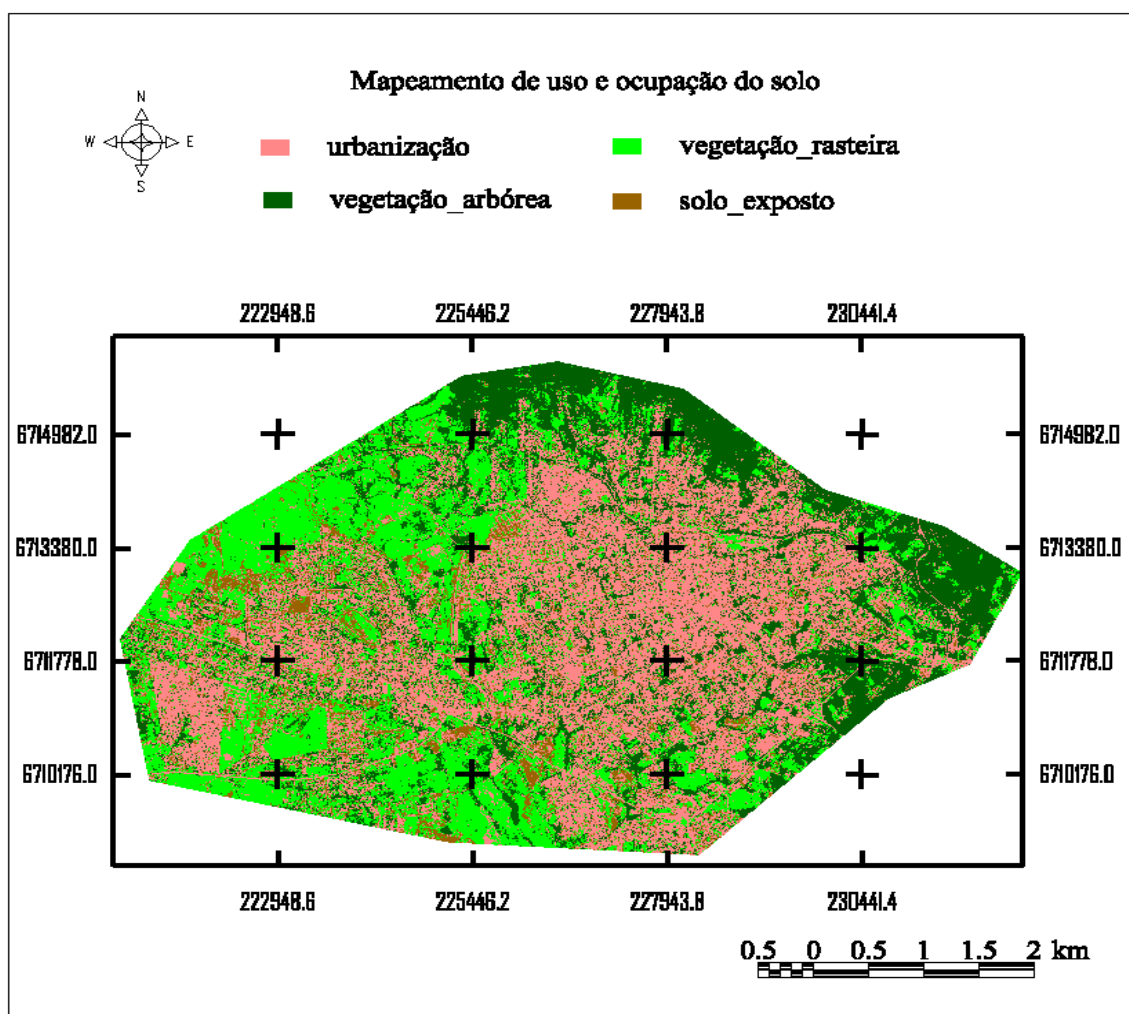 Mapeamento de uso e ocupação do solo
N
W E
S
urbanização vegetação_rasteira
vegetação_arbórea solo_exposto
222948.6 225446.2 227943.8 230441.4
6714982.0 6714982.0
6713380.0 6713380.0
6711778.0 6711778.0
6710176.0 6710176.0
222948.6 225446.2 227943.8 230441.4
0.5 0 0.5 1 1.5 2 km